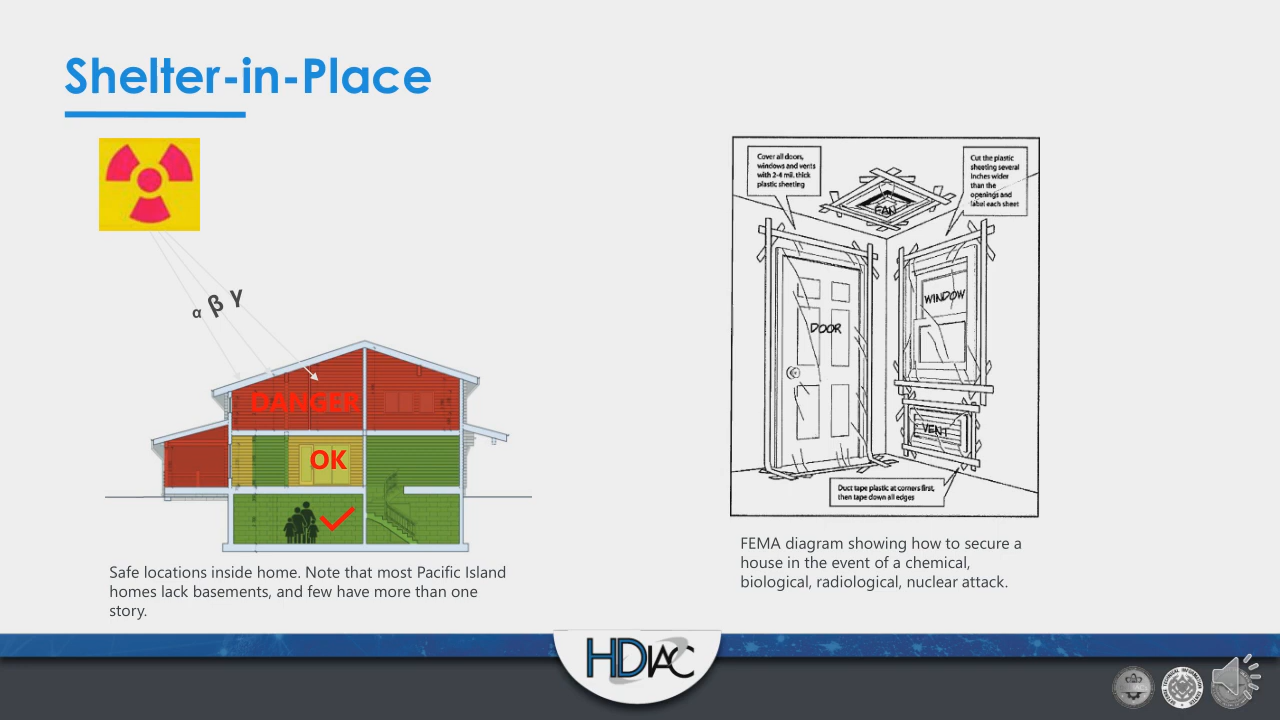 Shelter-in-Place
α β γ
DANGER
OK
Safe locations inside home. Note that most Pacific Island
homes lack basements, and few have more than one
story.
Cover all doors,
windows and vents
with 2-4 mil. thick
plastic sheeting
Cut the plastic
sheeting several
inches wider
than the
openings and
label each sheet
FAN
DOOR
WINDOW
VENT
Duct tape plastic at corners first,
then tape down all edges
FEMA diagram showing how to secure a
house in the event of a chemical,
biological, radiological, nuclear attack.
HDIAC